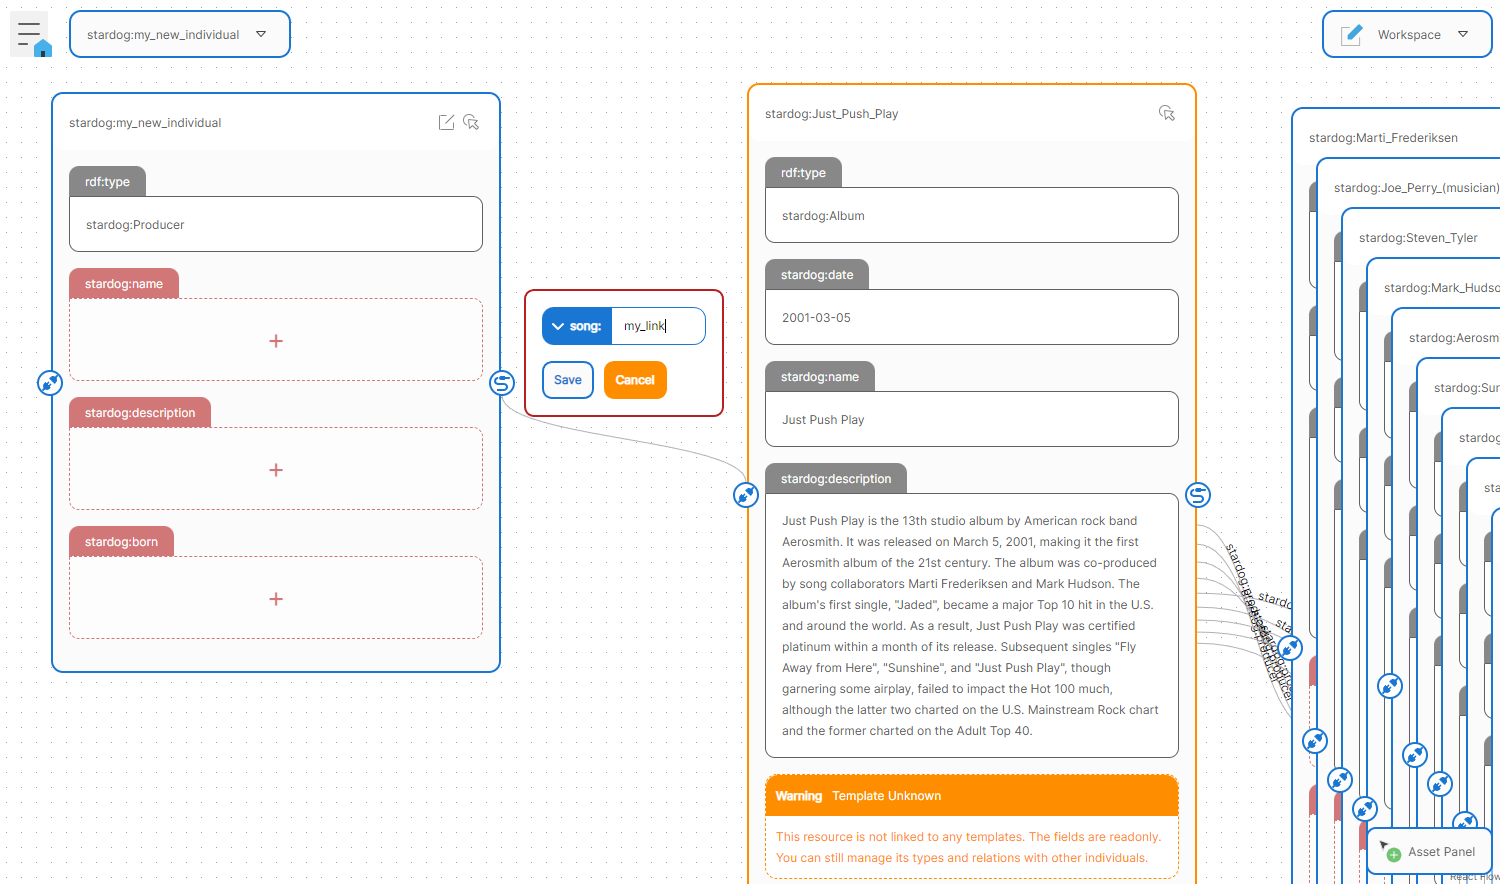 stardog:my_new_individual
Workspace
stardog:my_new_individual
rdf:type
stardog:Producer
stardog:name
+
stardog:description
+
stardog:born
+
song: my_link
Save Cancel
stardog:Just_Push_Play
rdf:type
stardog:Album
stardog:date
2001-03-05
stardog:name
Just Push Play
stardog:description
Just Push Play is the 13th studio album by American rock band
Aerosmith. It was released on March 5, 2001, making it the first
Aerosmith album of the 21st century. The album was co-produced
by song collaborators Marti Frederiksen and Mark Hudson. The
album's first single, "Jaded", became a major Top 10 hit in the U.S.
and around the world. As a result, Just Push Play was certified
platinum within a month of its release. Subsequent singles "Fly
Away from Here", "Sunshine", and "Just Push Play", though
garnering some airplay, failed to impact the Hot 100 much,
although the latter two charted on the U.S. Mainstream Rock chart
and the former charted on the Adult Top 40.
Warning Template Unknown
This resource is not linked to any templates. The fields are readonly.
You can still manage its types and relations with other individuals.
stardog:Marti_Frederiksen
stardog:Joe_Perry_(musician)
stardog:Steven_Tyler
stardog:Mark_Hudso
stardog:Aerosm
stardog:Sur
stardog:
sta
Asset Panel
React Flow